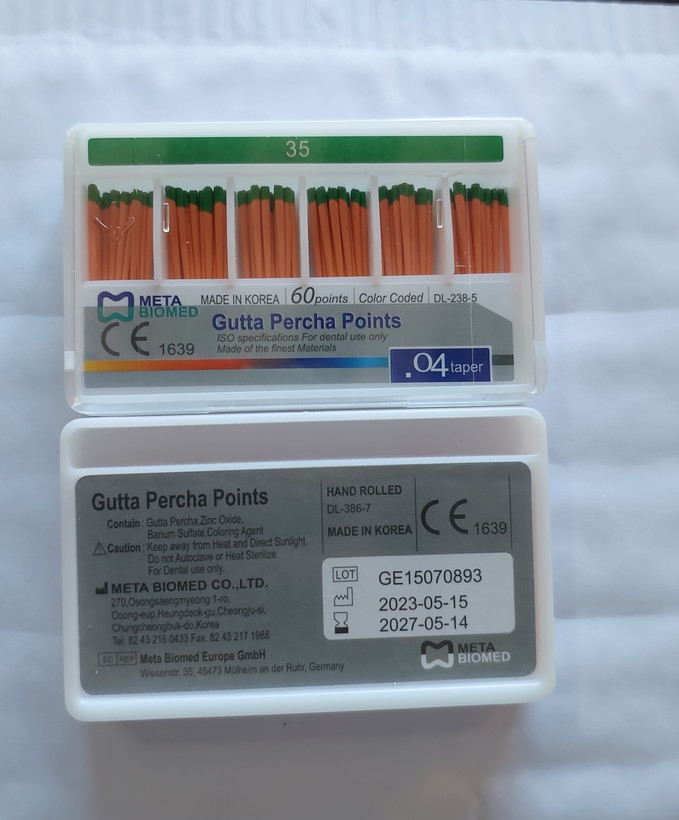 35
META BIOMED
MADE IN KOREA 60points Color Coded DL-238-5
Gutta Percha Points
ISO specifications For dental use only
Made of the finest Materials
CE 1639
.04 taper
Gutta Percha Points
Contain : Gutta Percha,Zinc Oxide,
Barium Sulfate,Coloring Agent
Caution : Keep away from Heat and Direct Sunlight.
Do not Autoclave or Heat Sterilize.
For Dental use only.
META BIOMED CO.,LTD.
270,Osongsaengmyeong 1-ro,
Osong-eup,Heungdeok-gu,Cheongju-si,
Chungcheongbuk-do,Korea
Tel. 82 43 216 0433 Fax. 82 43 217 1988
EC REP Meta Biomed Europe GmbH
Wiesenstr. 35, 45473 Mülheim an der Ruhr, Germany
HAND ROLLED
DL-386-7
MADE IN KOREA
CE 1639
LOT GE15070893
2023-05-15
2027-05-14
META BIOMED